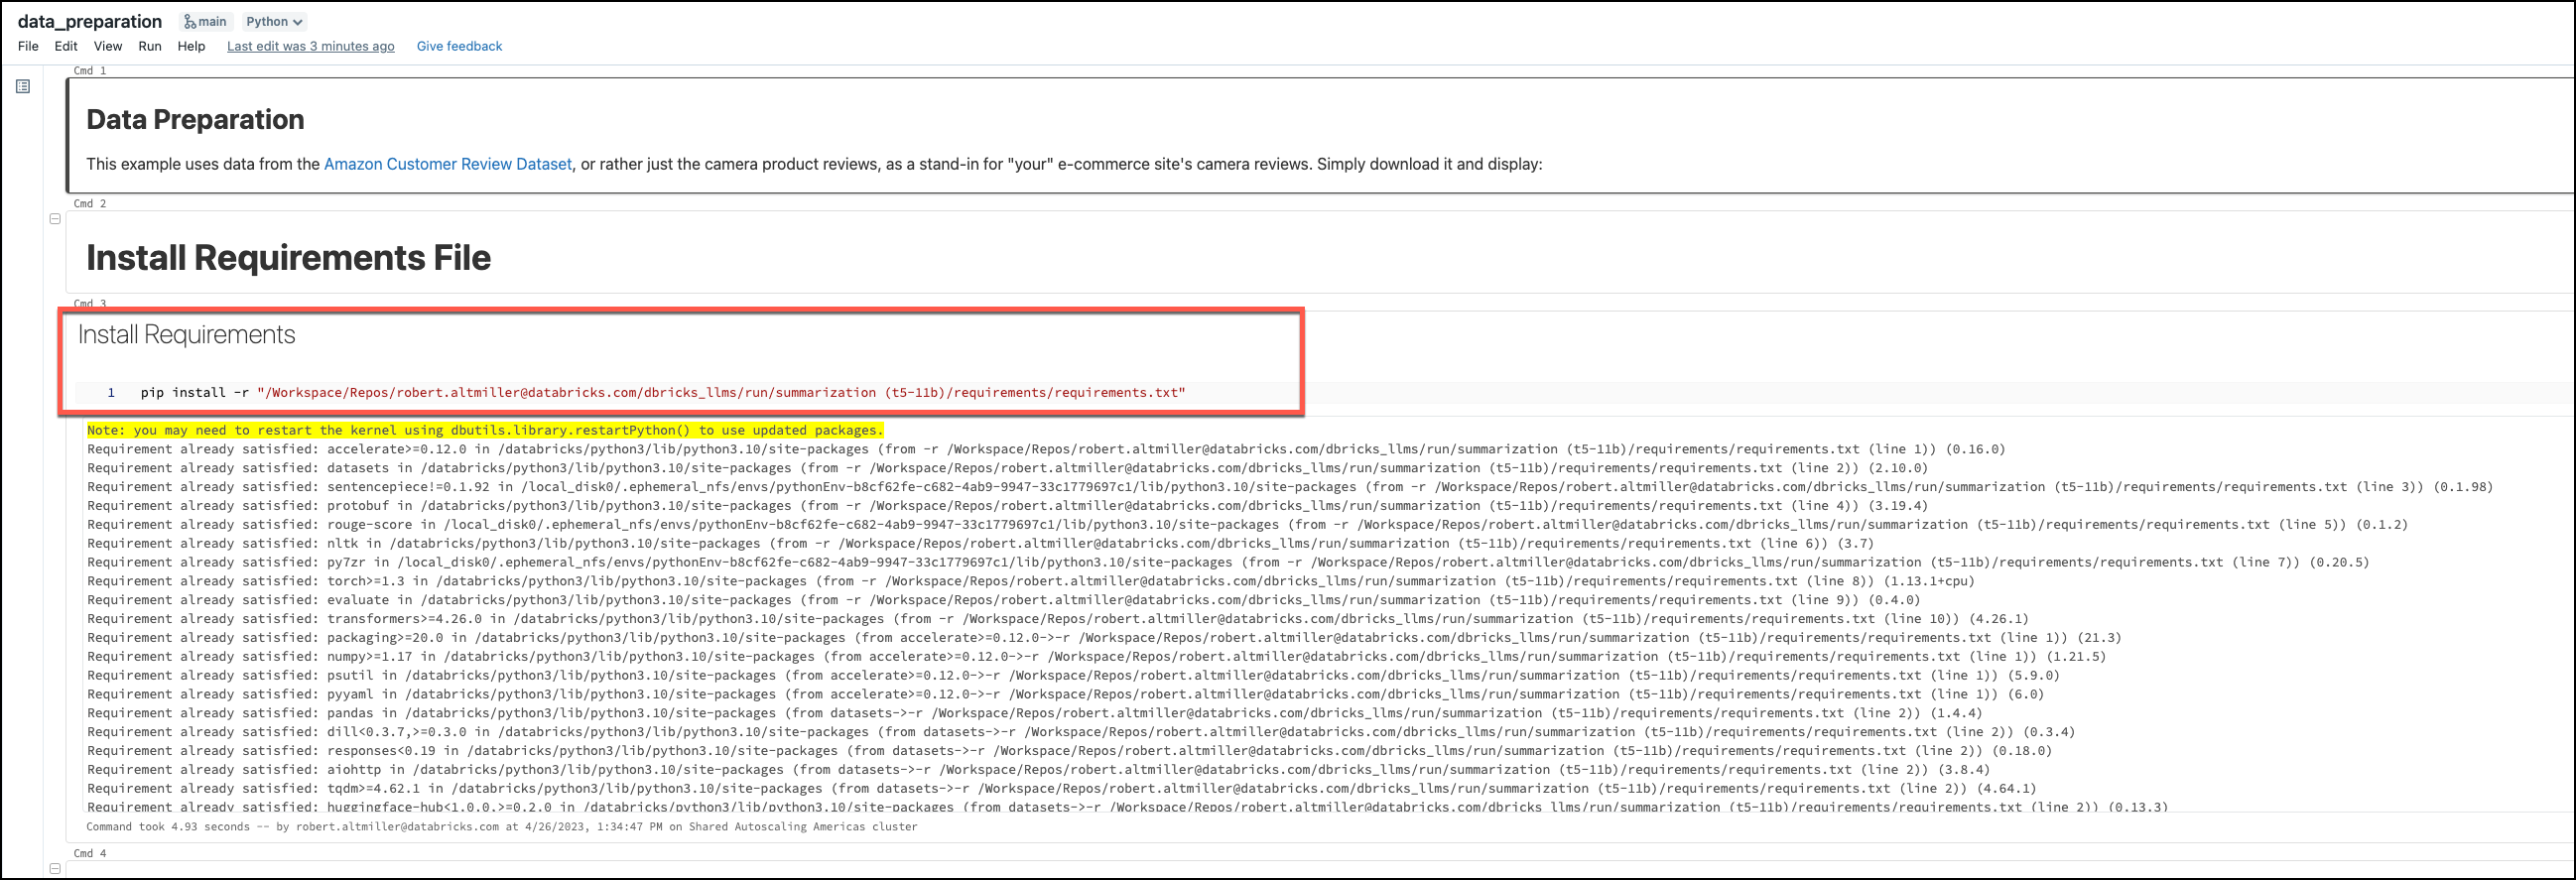 data_preparation main Python
File Edit View Run Help Last edit was 3 minutes ago Give feedback
Cmd 1
Data Preparation
This example uses data from the Amazon Customer Review Dataset, or rather just the camera product reviews, as a stand-in for "your" e-commerce site's camera reviews. Simply download it and display:
Cmd 2
Install Requirements File
Cmd 3
Install Requirements
1 pip install -r "/Workspace/Repos/robert.altmiller@databricks.com/dbricks_llms/run/summarization (t5-11b)/requirements/requirements.txt"
Note: you may need to restart the kernel using dbutils.library.restartPython() to use updated packages.
Requirement already satisfied: accelerate>=0.12.0 in /databricks/python3/lib/python3.10/site-packages (from -r /Workspace/Repos/robert.altmiller@databricks.com/dbricks_llms/run/summarization (t5-11b)/requirements/requirements.txt (line 1)) (0.16.0)
Requirement already satisfied: datasets in /databricks/python3/lib/python3.10/site-packages (from -r /Workspace/Repos/robert.altmiller@databricks.com/dbricks_llms/run/summarization (t5-11b)/requirements/requirements.txt (line 2)) (2.10.0)
Requirement already satisfied: sentencepiece!=0.1.92 in /local_disk0/.ephemeral_nfs/envs/pythonEnv-b8cf62fe-c682-4ab9-9947-33c1779697c1/lib/python3.10/site-packages (from -r /Workspace/Repos/robert.altmiller@databricks.com/dbricks_llms/run/summarization (t5-11b)/requirements/requirements.txt (line 3)) (0.1.98)
Requirement already satisfied: protobuf in /databricks/python3/lib/python3.10/site-packages (from -r /Workspace/Repos/robert.altmiller@databricks.com/dbricks_llms/run/summarization (t5-11b)/requirements/requirements.txt (line 4)) (3.19.4)
Requirement already satisfied: rouge-score in /local_disk0/.ephemeral_nfs/envs/pythonEnv-b8cf62fe-c682-4ab9-9947-33c1779697c1/lib/python3.10/site-packages (from -r /Workspace/Repos/robert.altmiller@databricks.com/dbricks_llms/run/summarization (t5-11b)/requirements/requirements.txt (line 5)) (0.1.2)
Requirement already satisfied: nltk in /databricks/python3/lib/python3.10/site-packages (from -r /Workspace/Repos/robert.altmiller@databricks.com/dbricks_llms/run/summarization (t5-11b)/requirements/requirements.txt (line 6)) (3.7)
Requirement already satisfied: py7zr in /local_disk0/.ephemeral_nfs/envs/pythonEnv-b8cf62fe-c682-4ab9-9947-33c1779697c1/lib/python3.10/site-packages (from -r /Workspace/Repos/robert.altmiller@databricks.com/dbricks_llms/run/summarization (t5-11b)/requirements/requirements.txt (line 7)) (0.20.5)
Requirement already satisfied: torch>=1.3 in /databricks/python3/lib/python3.10/site-packages (from -r /Workspace/Repos/robert.altmiller@databricks.com/dbricks_llms/run/summarization (t5-11b)/requirements/requirements.txt (line 8)) (1.13.1+cpu)
Requirement already satisfied: evaluate in /databricks/python3/lib/python3.10/site-packages (from -r /Workspace/Repos/robert.altmiller@databricks.com/dbricks_llms/run/summarization (t5-11b)/requirements/requirements.txt (line 9)) (0.4.0)
Requirement already satisfied: transformers>=4.26.0 in /databricks/python3/lib/python3.10/site-packages (from -r /Workspace/Repos/robert.altmiller@databricks.com/dbricks_llms/run/summarization (t5-11b)/requirements/requirements.txt (line 10)) (4.26.1)
Requirement already satisfied: packaging>=20.0 in /databricks/python3/lib/python3.10/site-packages (from accelerate>=0.12.0->-r /Workspace/Repos/robert.altmiller@databricks.com/dbricks_llms/run/summarization (t5-11b)/requirements/requirements.txt (line 1)) (21.3)
Requirement already satisfied: numpy>=1.17 in /databricks/python3/lib/python3.10/site-packages (from accelerate>=0.12.0->-r /Workspace/Repos/robert.altmiller@databricks.com/dbricks_llms/run/summarization (t5-11b)/requirements/requirements.txt (line 1)) (1.21.5)
Requirement already satisfied: psutil in /databricks/python3/lib/python3.10/site-packages (from accelerate>=0.12.0->-r /Workspace/Repos/robert.altmiller@databricks.com/dbricks_llms/run/summarization (t5-11b)/requirements/requirements.txt (line 1)) (5.9.0)
Requirement already satisfied: pyyaml in /databricks/python3/lib/python3.10/site-packages (from accelerate>=0.12.0->-r /Workspace/Repos/robert.altmiller@databricks.com/dbricks_llms/run/summarization (t5-11b)/requirements/requirements.txt (line 1)) (6.0)
Requirement already satisfied: pandas in /databricks/python3/lib/python3.10/site-packages (from datasets->-r /Workspace/Repos/robert.altmiller@databricks.com/dbricks_llms/run/summarization (t5-11b)/requirements/requirements.txt (line 2)) (1.4.4)
Requirement already satisfied: dill<0.3.7,>=0.3.0 in /databricks/python3/lib/python3.10/site-packages (from datasets->-r /Workspace/Repos/robert.altmiller@databricks.com/dbricks_llms/run/summarization (t5-11b)/requirements/requirements.txt (line 2)) (0.3.4)
Requirement already satisfied: responses<0.19 in /databricks/python3/lib/python3.10/site-packages (from datasets->-r /Workspace/Repos/robert.altmiller@databricks.com/dbricks_llms/run/summarization (t5-11b)/requirements/requirements.txt (line 2)) (0.18.0)
Requirement already satisfied: aiohttp in /databricks/python3/lib/python3.10/site-packages (from datasets->-r /Workspace/Repos/robert.altmiller@databricks.com/dbricks_llms/run/summarization (t5-11b)/requirements/requirements.txt (line 2)) (3.8.4)
Requirement already satisfied: tqdm>=4.62.1 in /databricks/python3/lib/python3.10/site-packages (from datasets->-r /Workspace/Repos/robert.altmiller@databricks.com/dbricks_llms/run/summarization (t5-11b)/requirements/requirements.txt (line 2)) (4.64.1)
Requirement already satisfied: huggingface-hub<1.0.0,>=0.2.0 in /databricks/python3/lib/python3.10/site-packages (from datasets->-r /Workspace/Repos/robert.altmiller@databricks.com/dbricks_llms/run/summarization (t5-11b)/requirements/requirements.txt (line 2)) (0.13.3)
Command took 4.93 seconds -- by robert.altmiller@databricks.com at 4/26/2023, 1:34:47 PM on Shared Autoscaling Americas cluster
Cmd 4